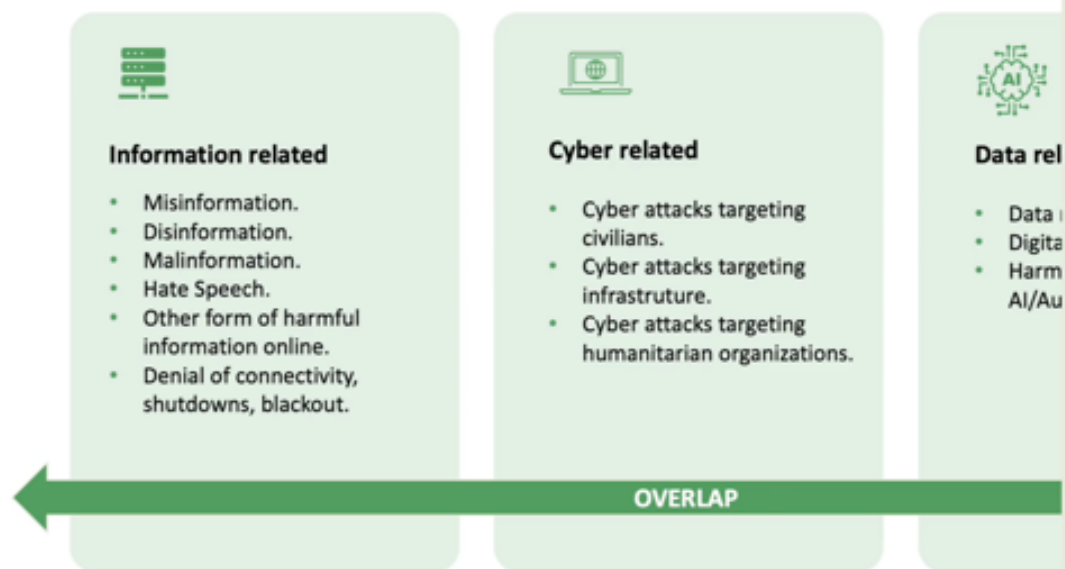 Information related
• Misinformation.
• Disinformation.
• Malinformation.
• Hate Speech.
• Other form of harmful
information online.
• Denial of connectivity,
shutdowns, blackout.
Cyber related
• Cyber attacks targeting
civilians.
• Cyber attacks targeting
infrastruture.
• Cyber attacks targeting
humanitarian organizations.
AI
Data rel
• Data
• Digita
• Harm
AI/Au
OVERLAP